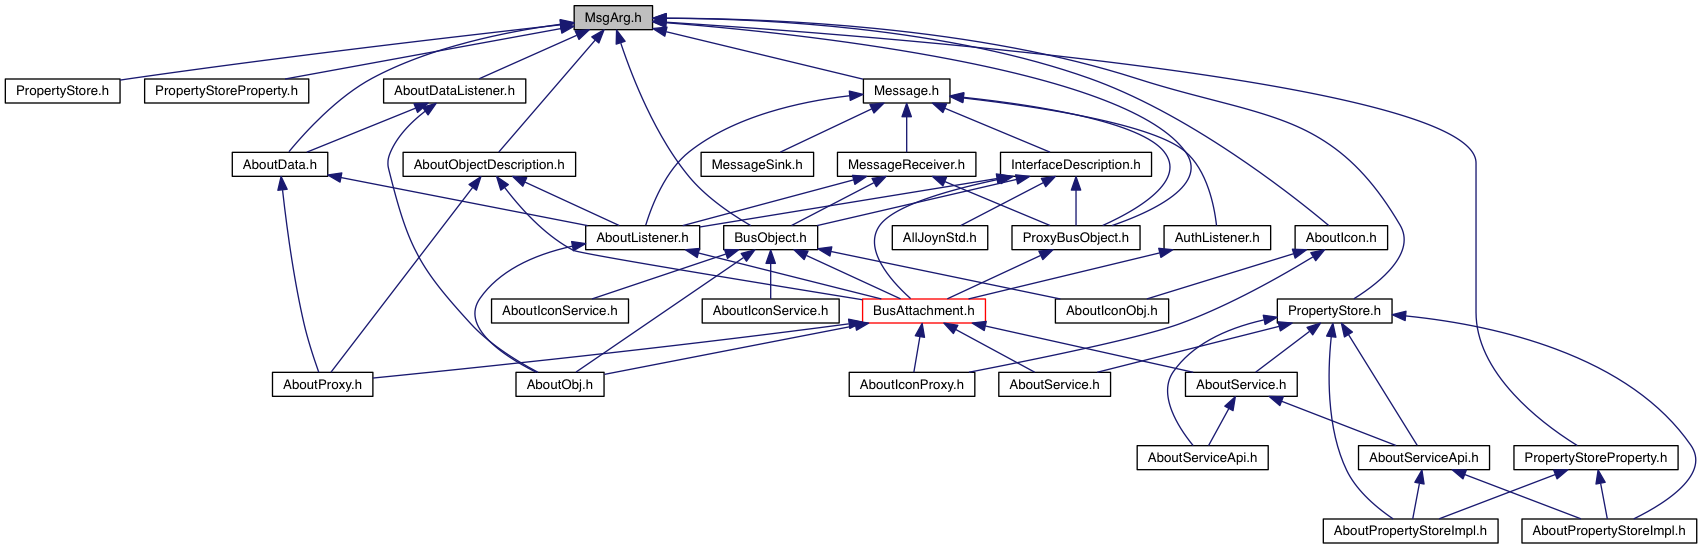 MsgArg.h
PropertyStore.h
PropertyStoreProperty.h
AboutDataListener.h
Message.h
AboutData.h
AboutObjectDescription.h
MessageSink.h
MessageReceiver.h
InterfaceDescription.h
AboutListener.h
BusObject.h
AllJoynStd.h
ProxyBusObject.h
AuthListener.h
AboutIcon.h
AboutIconService.h
AboutIconService.h
BusAttachment.h
AboutIconObj.h
PropertyStore.h
AboutProxy.h
AboutObj.h
AboutIconProxy.h
AboutService.h
AboutService.h
AboutServiceApi.h
AboutServiceApi.h
PropertyStoreProperty.h
AboutPropertyStoreImpl.h
AboutPropertyStoreImpl.h